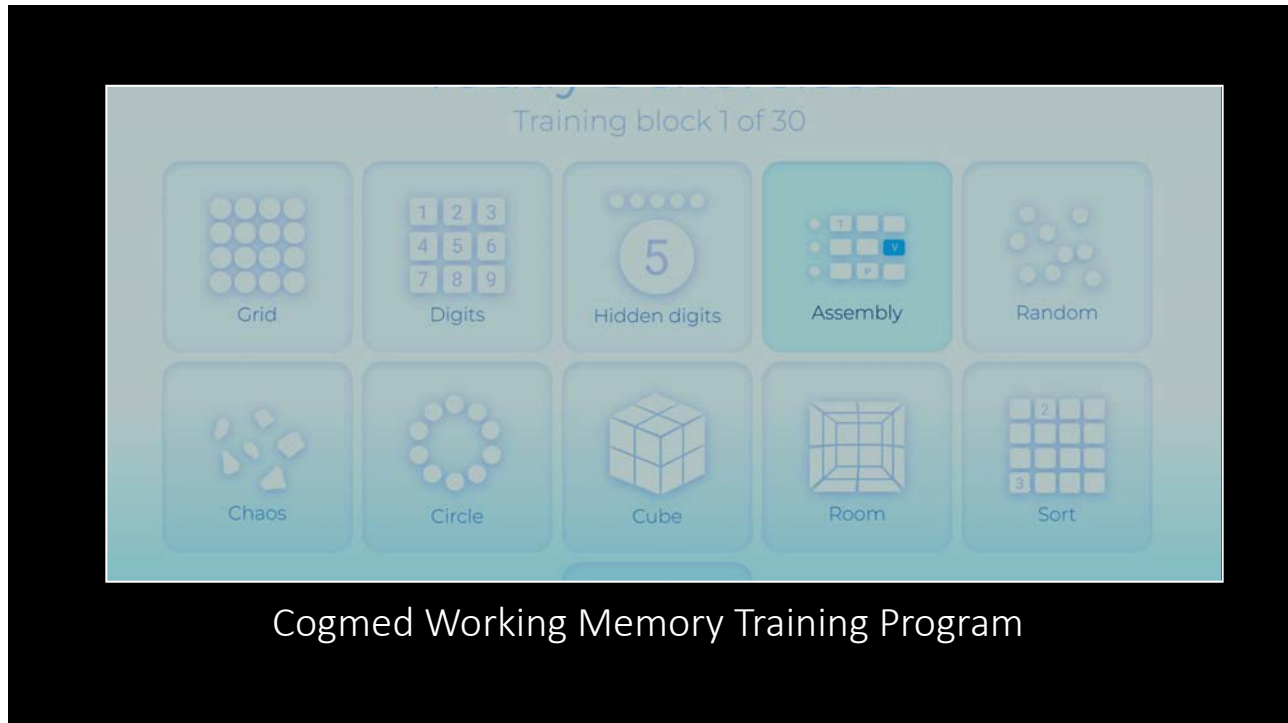 Training block 1 of 30
1 2 3
4 5 6
7 8 9
5
T
V
P
Grid
Digits
Hidden digits
Assembly
Random
2
3
Chaos
Circle
Cube
Room
Sort
Cogmed Working Memory Training Program